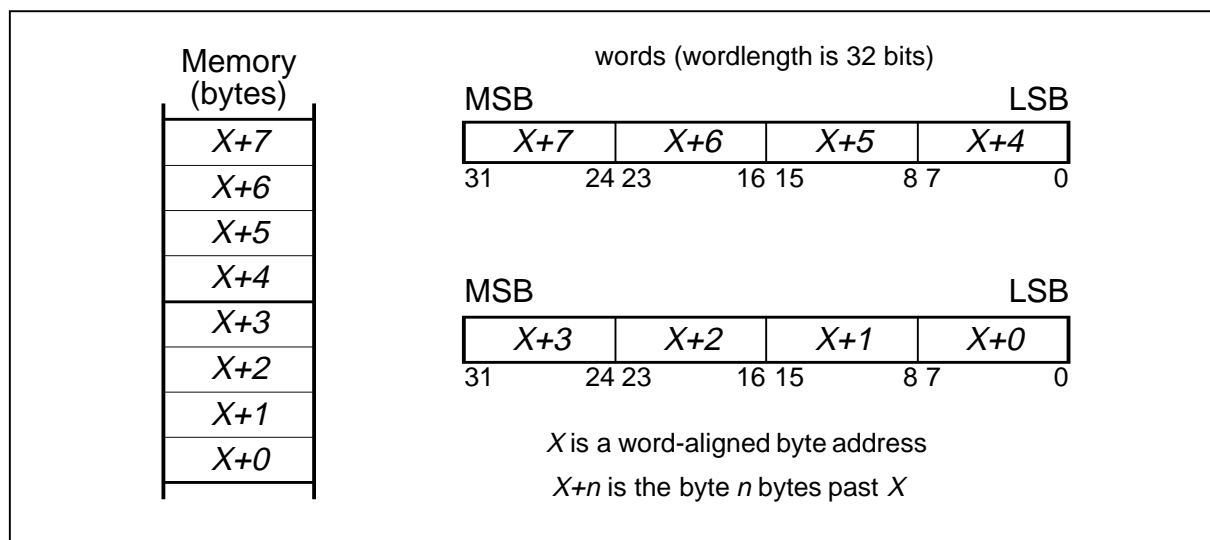 Memory
(bytes)
X+7
X+6
X+5
X+4
X+3
X+2
X+1
X+0
words (wordlength is 32 bits)
MSB LSB
X+7 X+6 X+5 X+4
31 24 23 16 15 8 7 0
MSB LSB
X+3 X+2 X+1 X+0
31 24 23 16 15 8 7 0
X is a word-aligned byte address
X+n is the byte n bytes past X